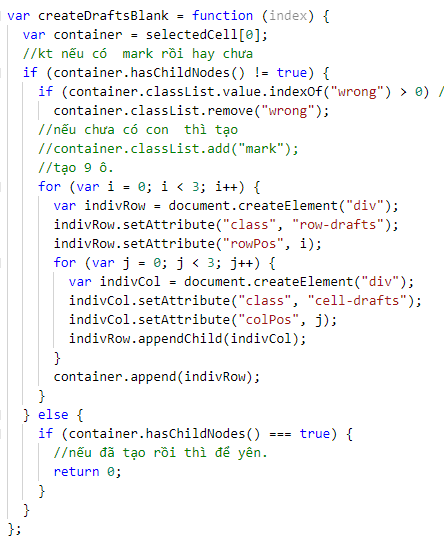 var createDraftsBlank = function (index) {
var container = selectedCell[0];
//kt nếu có  mark rồi hay chưa
if (container.hasChildNodes() != true) {
if (container.classList.value.indexOf("wrong") > 0) /
container.classList.remove("wrong");
//nếu chưa có con  thì tạo
//container.classList.add("mark");
//tạo 9 ô.
for (var i = 0; i < 3; i++) {
var indivRow = document.createElement("div");
indivRow.setAttribute("class", "row-drafts");
indivRow.setAttribute("rowPos", i);
for (var j = 0; j < 3; j++) {
var indivCol = document.createElement("div");
indivCol.setAttribute("class", "cell-drafts");
indivCol.setAttribute("colPos", j);
indivRow.appendChild(indivCol);
}
container.append(indivRow);
}
} else {
if (container.hasChildNodes() === true) {
//nếu đã tạo rồi thì để yên.
return 0;
}
}
};